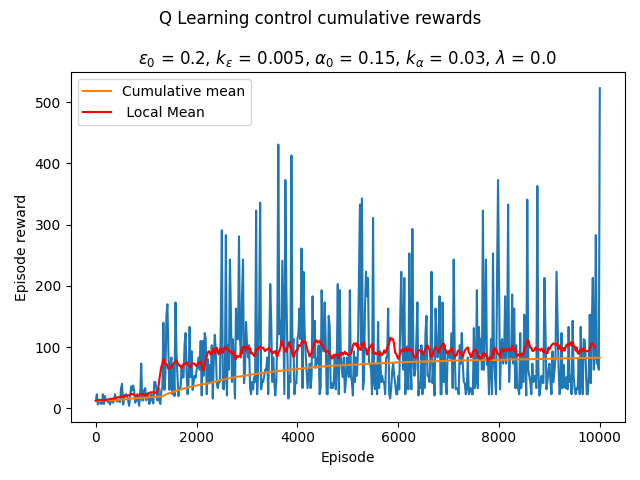 Q Learning control cumulative rewards
ε₀ = 0.2, kε = 0.005, α₀ = 0.15, kα = 0.03, λ = 0.0
Cumulative mean
Local Mean
500
400
300
200
100
0
Episode reward
0 2000 4000 6000 8000 10000
Episode